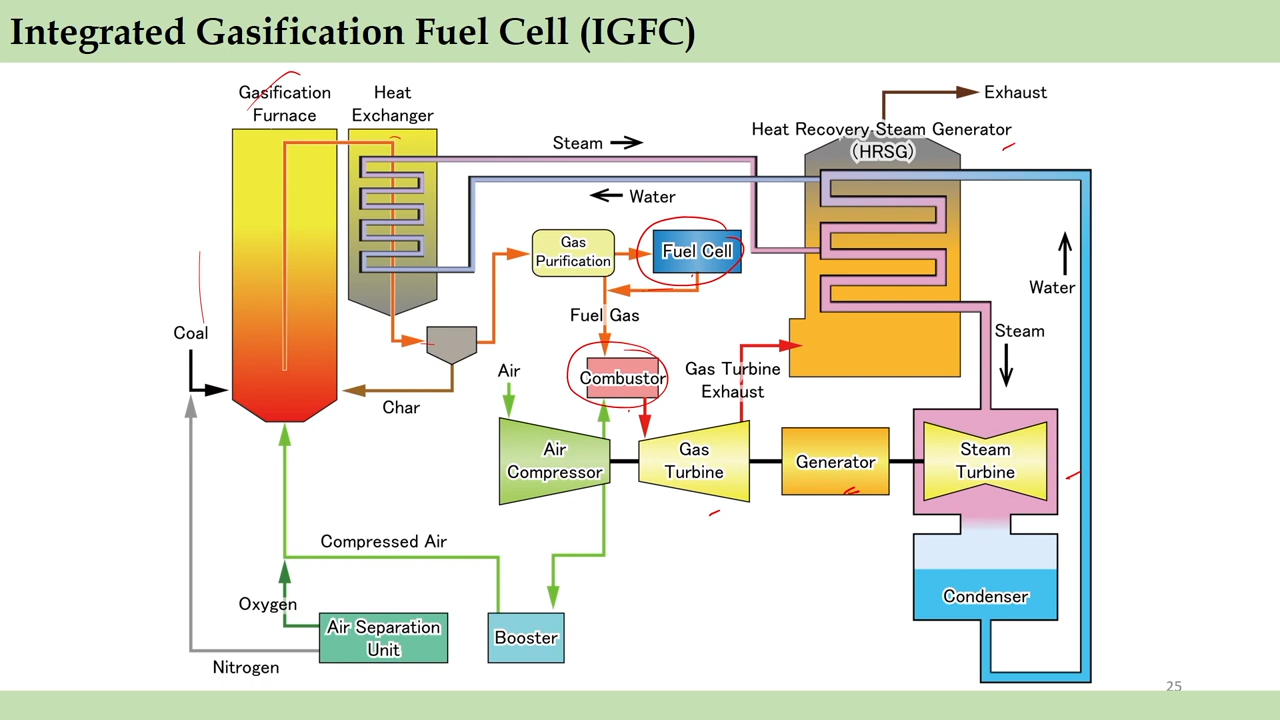 Integrated Gasification Fuel Cell (IGFC)
Gasification
Furnace
Heat
Exchanger
Exhaust
Heat Recovery Steam Generator
(HRSG)
Steam
Water
Gas
Purification
Fuel Cell
Water
Fuel Gas
Coal
Steam
Air
Combustor
Gas Turbine
Exhaust
Char
Air
Compressor
Gas
Turbine
Generator
Steam
Turbine
Compressed Air
Condenser
Oxygen
Air Separation
Unit
Booster
Nitrogen
25